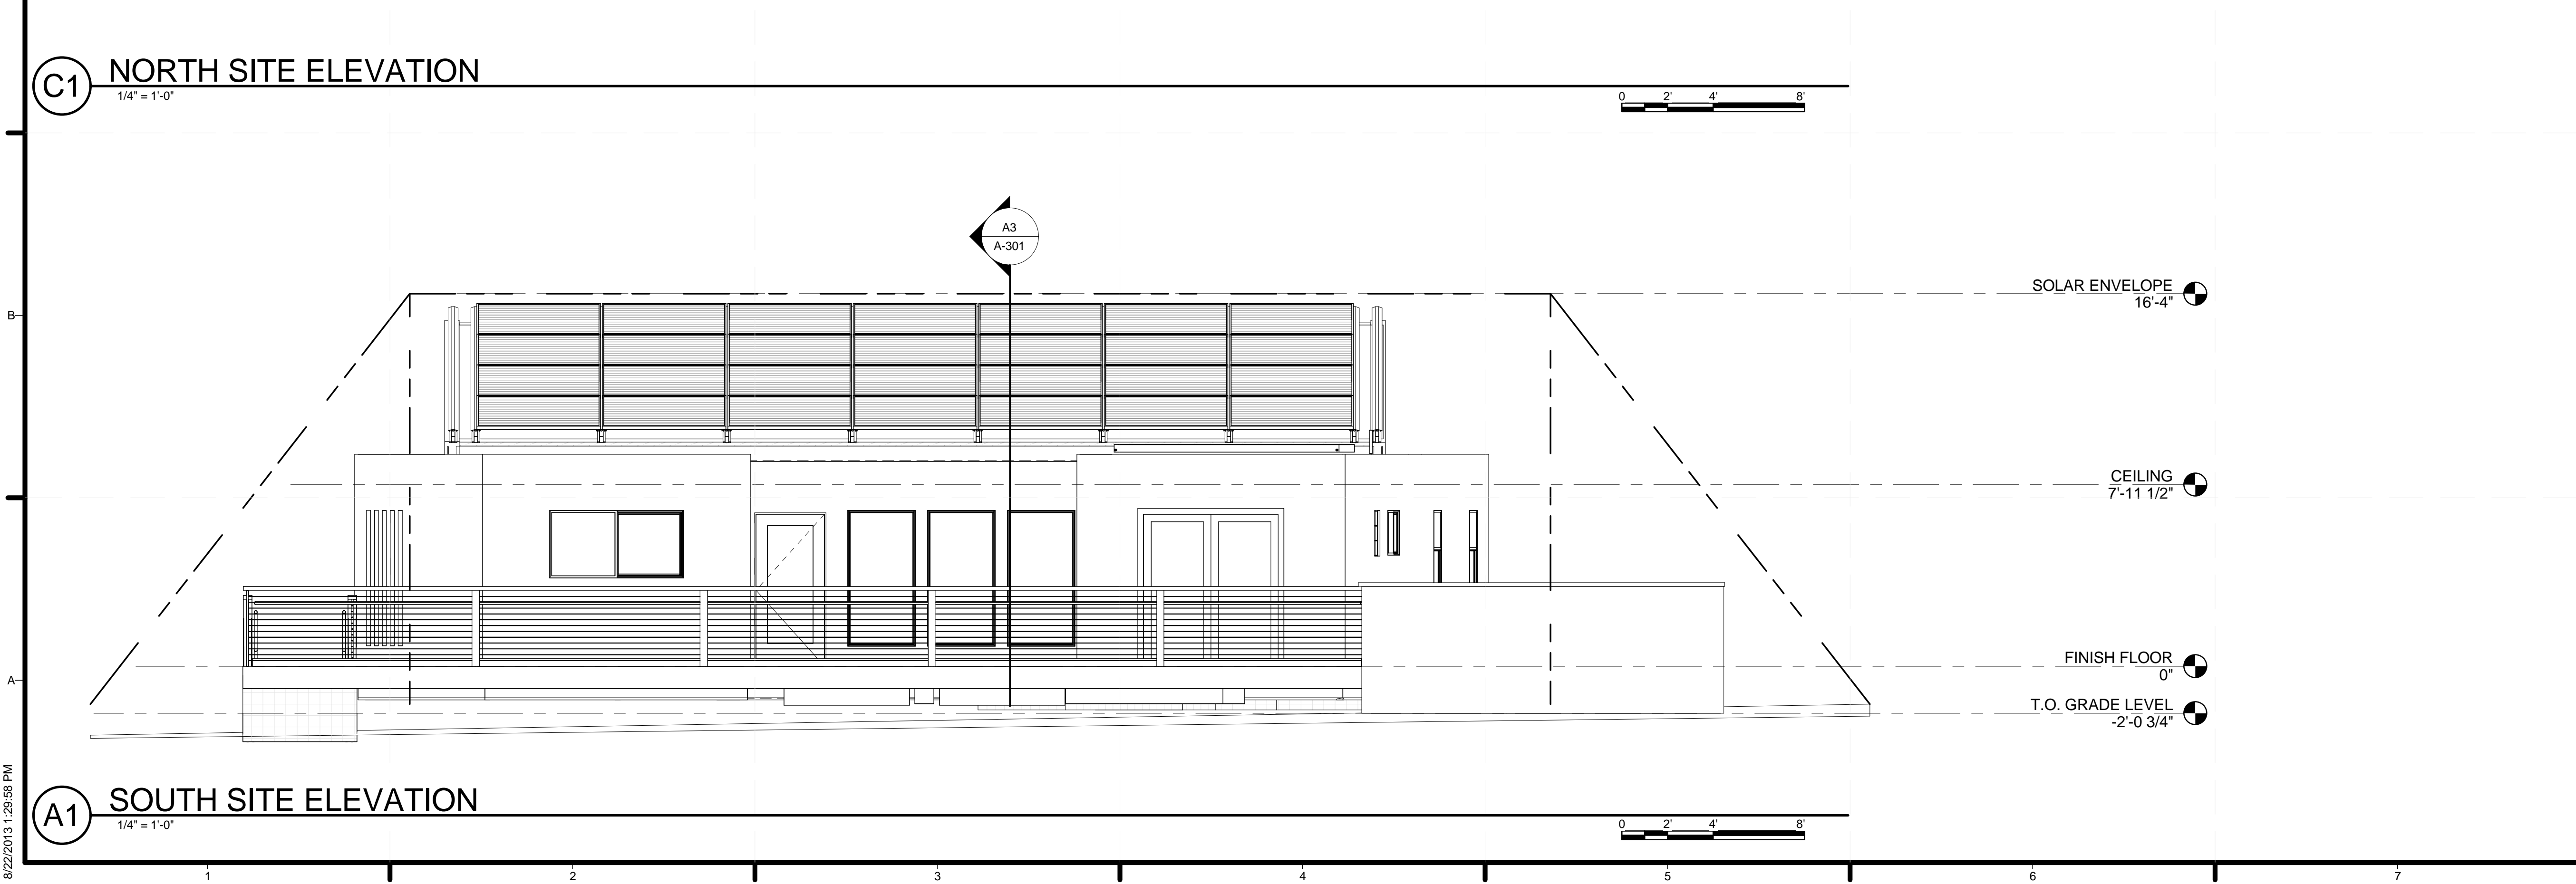 C1
NORTH SITE ELEVATION
1/4" = 1'-0"
0 2' 4' 8'
A3
A-301
SOLAR ENVELOPE
16'-4"
B
CEILING
7'-11 1/2"
FINISH FLOOR
0"
A
T.O. GRADE LEVEL
-2'-0 3/4"
A1
SOUTH SITE ELEVATION
1/4" = 1'-0"
0 2' 4' 8'
8/22/2013 1:29:58 PM
1 2 3 4 5 6 7